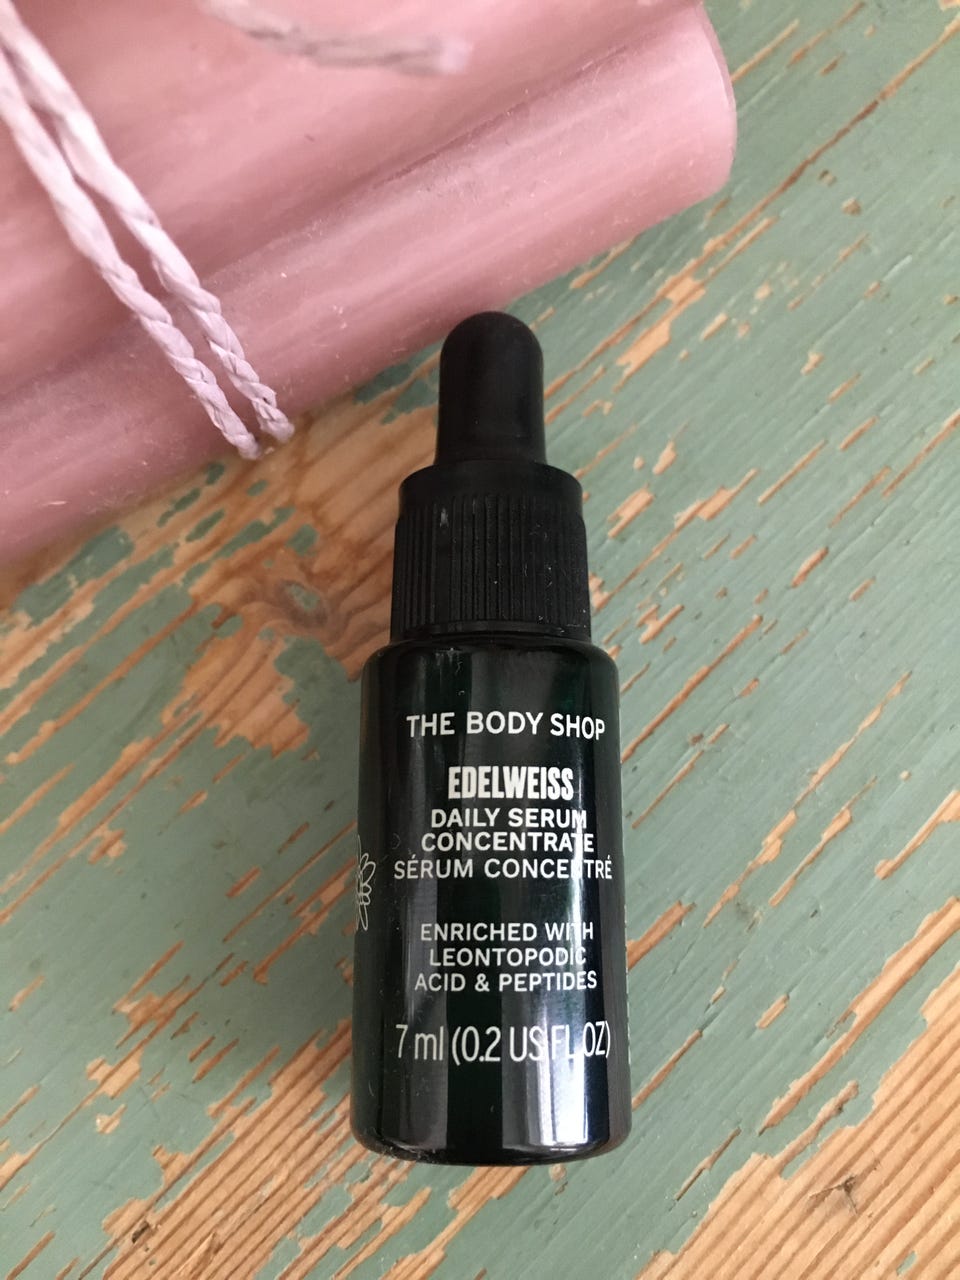 THE BODY SHOP
EDELWEISS
DAILY SERUM
CONCENTRATE
SÉRUM CONCENTRÉ
ENRICHED WITH
LEONTOPODIC
ACID & PEPTIDES
7 ml (0.2 US FL OZ)